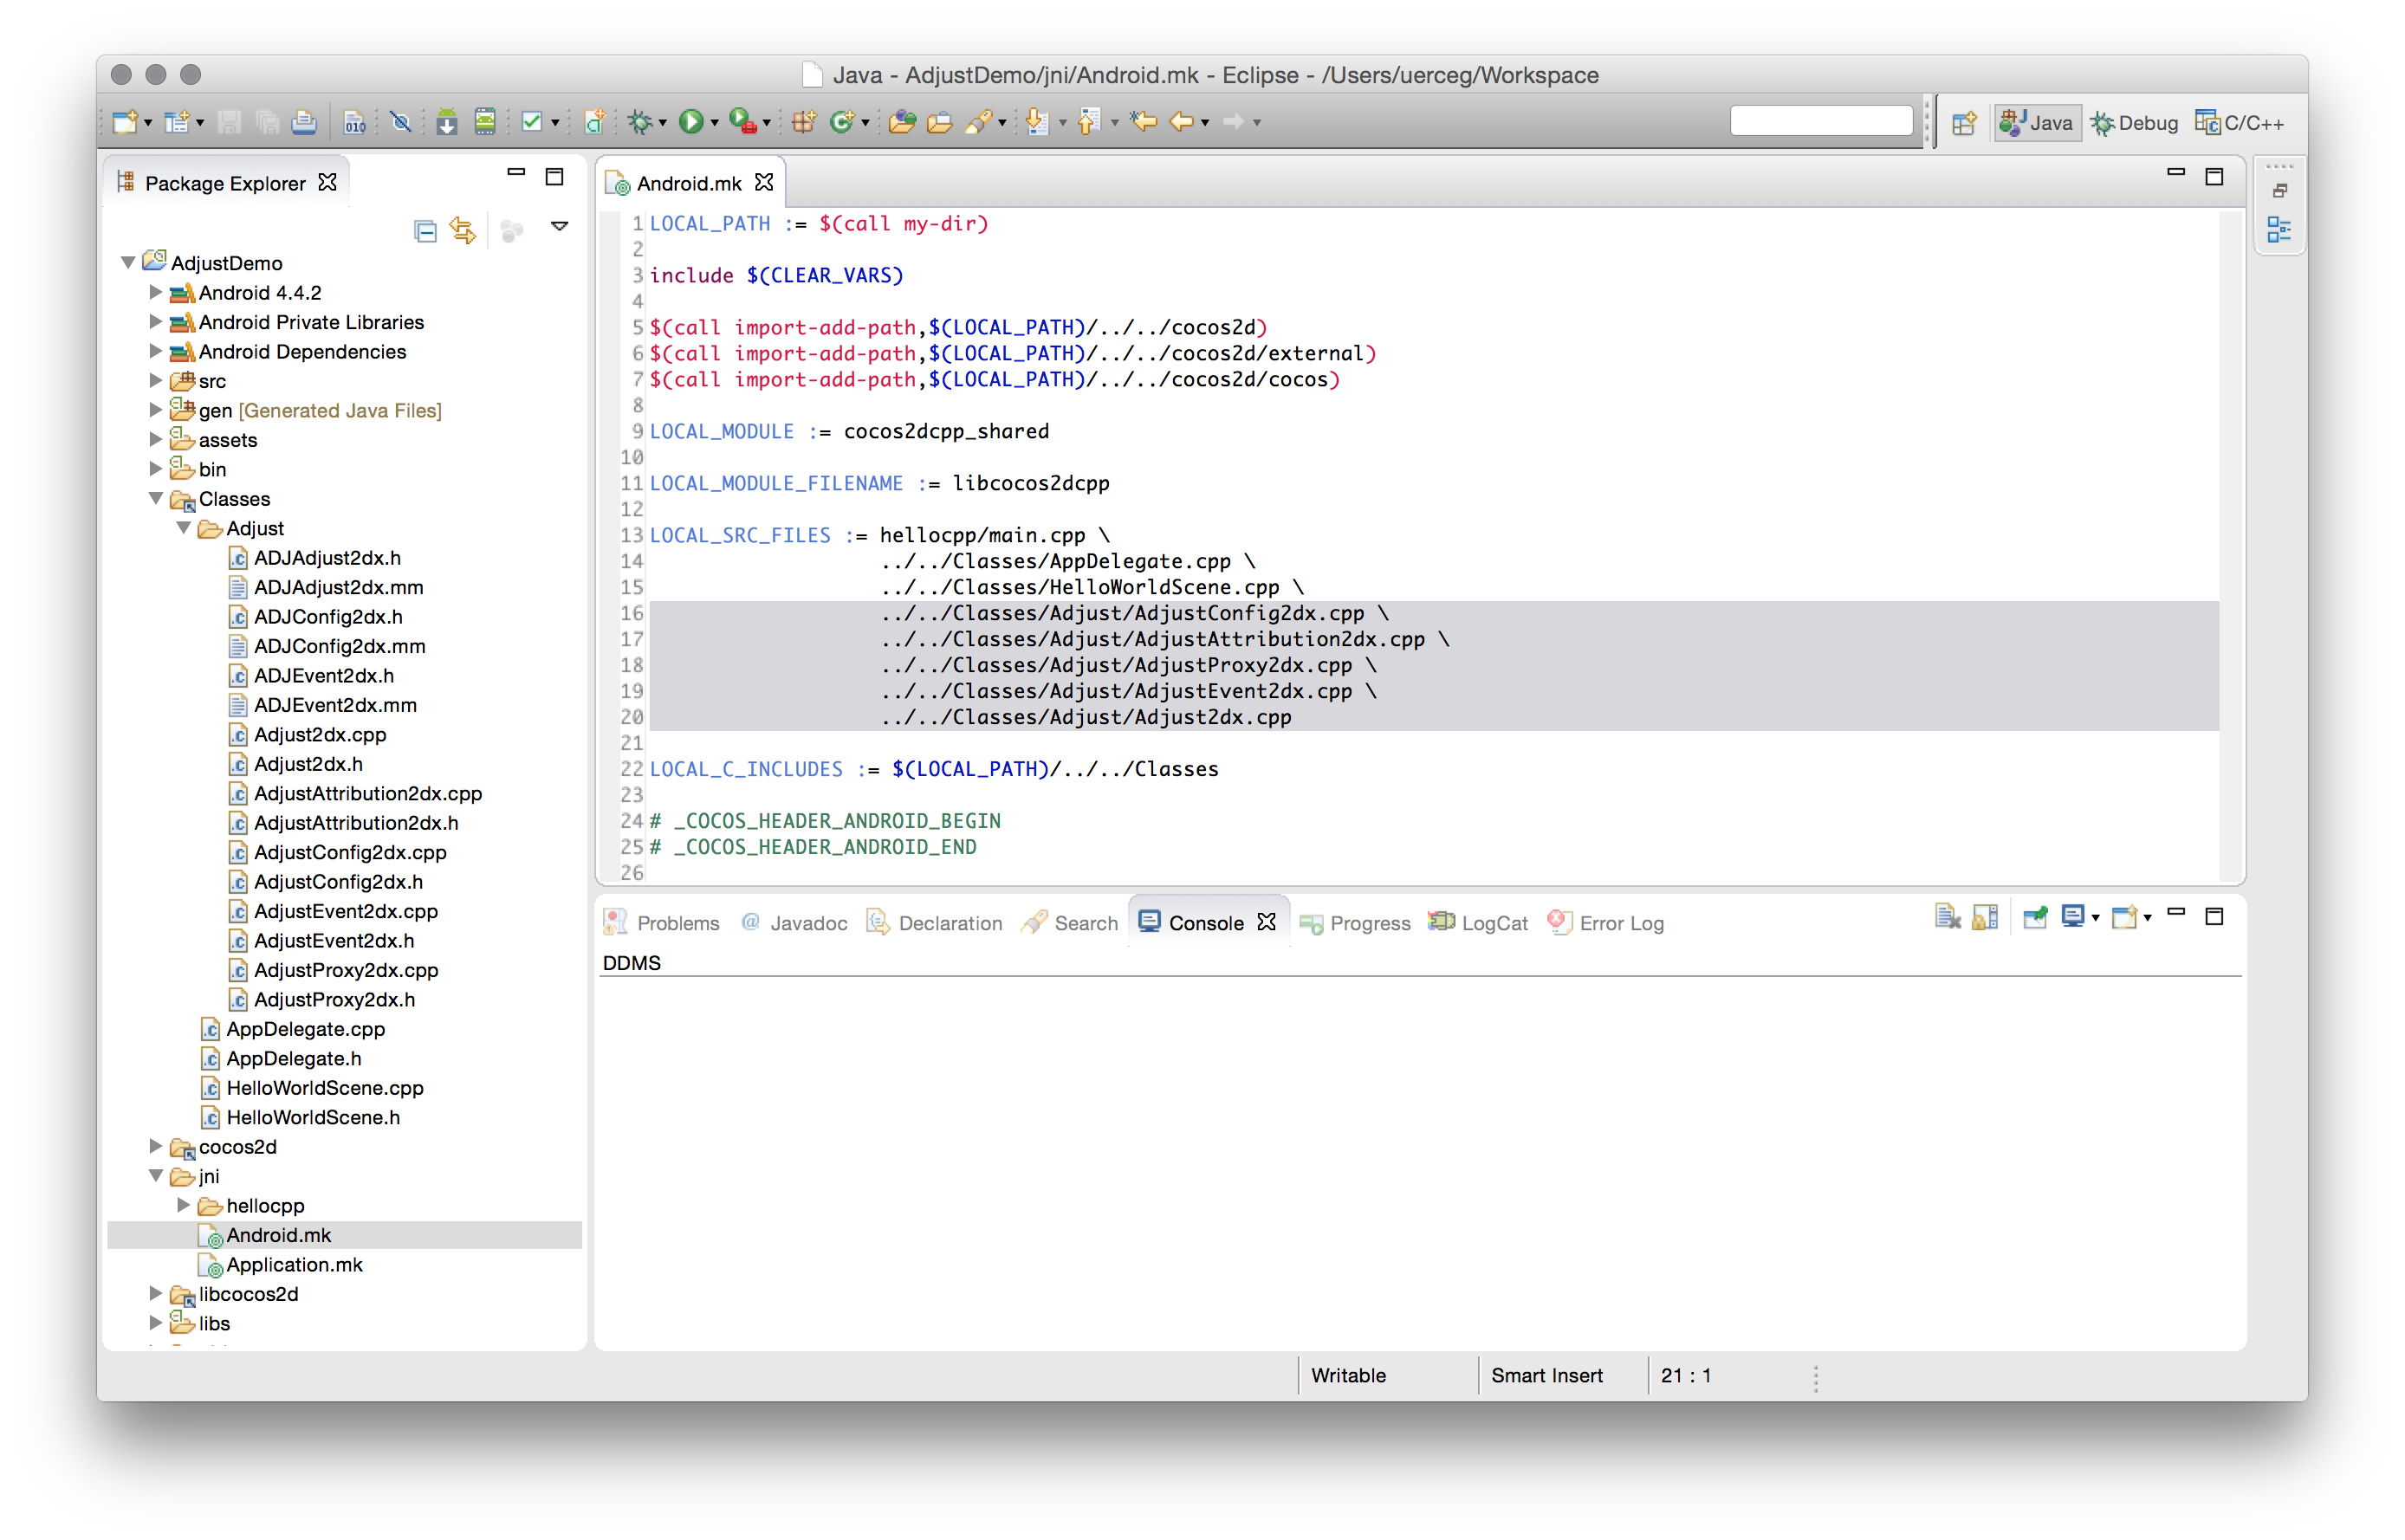 Java - AdjustDemo/jni/Android.mk - Eclipse - /Users/uerceg/Workspace
010
Java
Debug
C/C++
Package Explorer
AdjustDemo
Android 4.4.2
Android Private Libraries
Android Dependencies
src
gen [Generated Java Files]
assets
bin
Classes
Adjust
ADJAdjust2dx.h
ADJAdjust2dx.mm
ADJConfig2dx.h
ADJConfig2dx.mm
ADJEvent2dx.h
ADJEvent2dx.mm
Adjust2dx.cpp
Adjust2dx.h
AdjustAttribution2dx.cpp
AdjustAttribution2dx.h
AdjustConfig2dx.cpp
AdjustConfig2dx.h
AdjustEvent2dx.cpp
AdjustEvent2dx.h
AdjustProxy2dx.cpp
AdjustProxy2dx.h
AppDelegate.cpp
AppDelegate.h
HelloWorldScene.cpp
HelloWorldScene.h
cocos2d
jni
hellocpp
Android.mk
Application.mk
libcocos2d
libs
Android.mk
1 LOCAL_PATH := $(call my-dir)
2
3 include $(CLEAR_VARS)
4
5 $(call import-add-path,$(LOCAL_PATH)/../../cocos2d)
6 $(call import-add-path,$(LOCAL_PATH)/../../cocos2d/external)
7 $(call import-add-path,$(LOCAL_PATH)/../../cocos2d/cocos)
8
9 LOCAL_MODULE := cocos2dcpp_shared
10
11 LOCAL_MODULE_FILENAME := libcocos2dcpp
12
13 LOCAL_SRC_FILES := hellocpp/main.cpp \
14 ../../Classes/AppDelegate.cpp \
15 ../../Classes/HelloWorldScene.cpp \
16 ../../Classes/Adjust/AdjustConfig2dx.cpp \
17 ../../Classes/Adjust/AdjustAttribution2dx.cpp \
18 ../../Classes/Adjust/AdjustProxy2dx.cpp \
19 ../../Classes/Adjust/AdjustEvent2dx.cpp \
20 ../../Classes/Adjust/Adjust2dx.cpp
21
22 LOCAL_C_INCLUDES := $(LOCAL_PATH)/../../Classes
23
24 # _COCOS_HEADER_ANDROID_BEGIN
25 # _COCOS_HEADER_ANDROID_END
26
Problems
Javadoc
Declaration
Search
Console
Progress
LogCat
Error Log
DDMS
Writable
Smart Insert
21 : 1